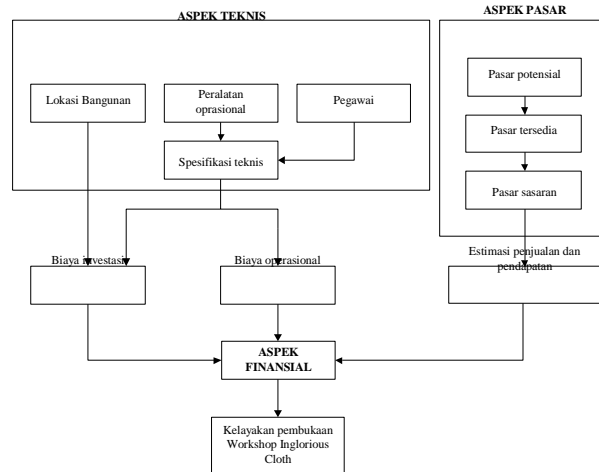 ASPEK TEKNIS
ASPEK PASAR
Lokasi Bangunan
Peralatan
oprasional
Pegawai
Spesifikasi teknis
Pasar potensial
Pasar tersedia
Pasar sasaran
Biaya investasi
Biaya operasional
Estimasi penjualan dan
pendapatan
ASPEK
FINANSIAL
Kelayakan pembukaan
Workshop Inglorious
Cloth